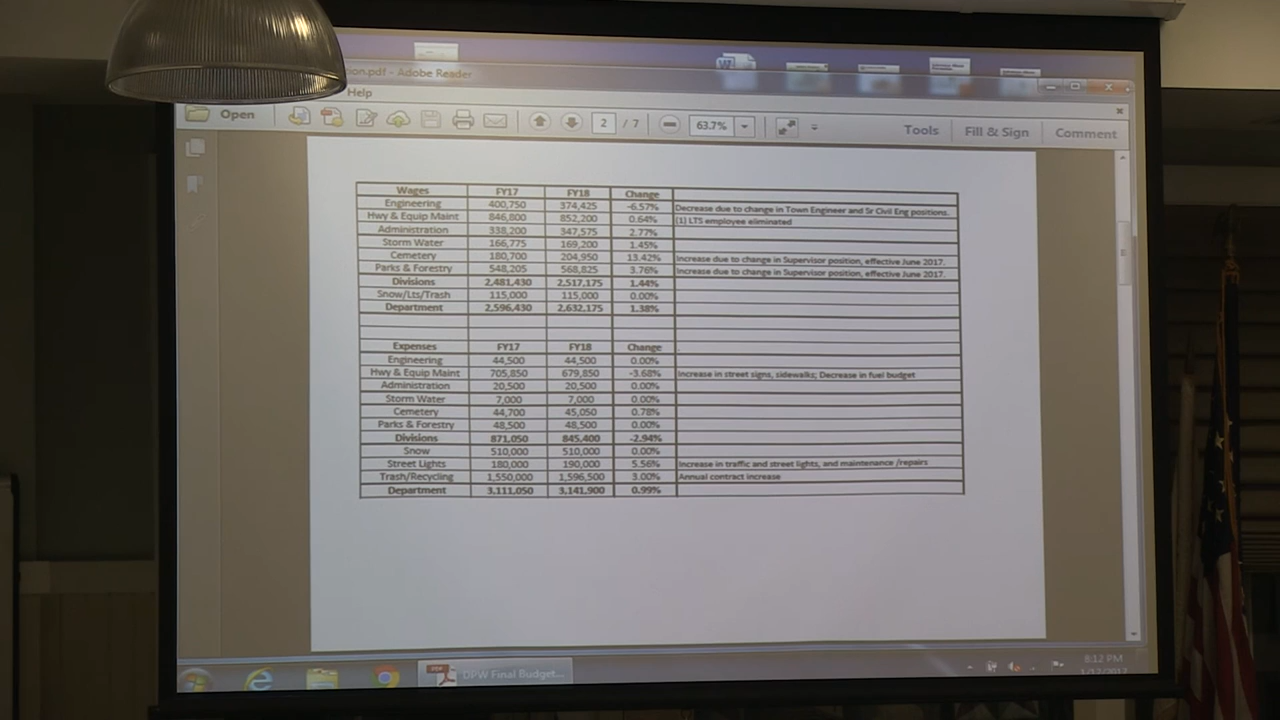 on.pdf - Adobe Reader
Help
Open 2 / 7 63.7% Tools Fill & Sign Comment
Wages FY17 FY18 Change
Engineering 400,750 374,425 -6.57% Decrease due to change in Town Engineer and Sr Civil Eng positions.
Hwy & Equip Maint 846,800 852,200 0.64% (1) LTS employee eliminated
Administration 338,200 347,575 2.77%
Storm Water 166,775 169,200 1.45%
Cemetery 180,700 204,950 13.42% Increase due to change in Supervisor position, effective June 2017.
Parks & Forestry 548,205 568,825 3.76% Increase due to change in Supervisor position, effective June 2017.
Divisions 2,481,430 2,517,175 1.44%
Snow/Lts/Trash 115,000 115,000 0.00%
Department 2,596,430 2,632,175 1.38%
Expenses FY17 FY18 Change
Engineering 44,500 44,500 0.00%
Hwy & Equip Maint 705,850 679,850 -3.68% Increase in street signs, sidewalks; Decrease in fuel budget
Administration 20,500 20,500 0.00%
Storm Water 7,000 7,000 0.00%
Cemetery 44,700 45,050 0.78%
Parks & Forestry 48,500 48,500 0.00%
Divisions 871,050 845,400 -2.94%
Snow 510,000 510,000 0.00%
Street Lights 180,000 190,000 5.56% Increase in traffic and street lights, and maintenance /repairs
Trash/Recycling 1,550,000 1,596,500 3.00% Annual contract increase
Department 3,111,050 3,141,900 0.99%
DPW Final Budget... 8:12 PM
1/17/2017